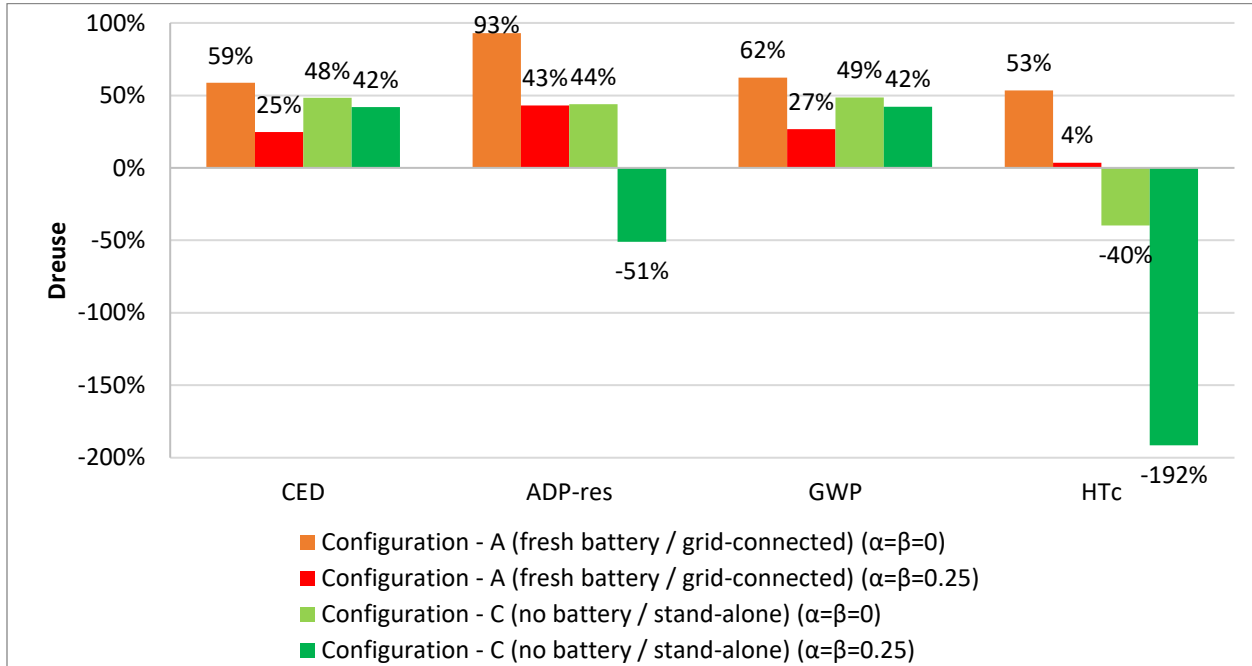 100%
50%
0%
-50%
-100%
-150%
-200%
Dreuse
59%
25%
48%
42%
93%
43%
44%
-51%
62%
27%
49%
42%
53%
4%
-40%
-192%
CED
ADP-res
GWP
HTc
Configuration - A (fresh battery / grid-connected) (α=β=0)
Configuration - A (fresh battery / grid-connected) (α=β=0.25)
Configuration - C (no battery / stand-alone) (α=β=0)
Configuration - C (no battery / stand-alone) (α=β=0.25)